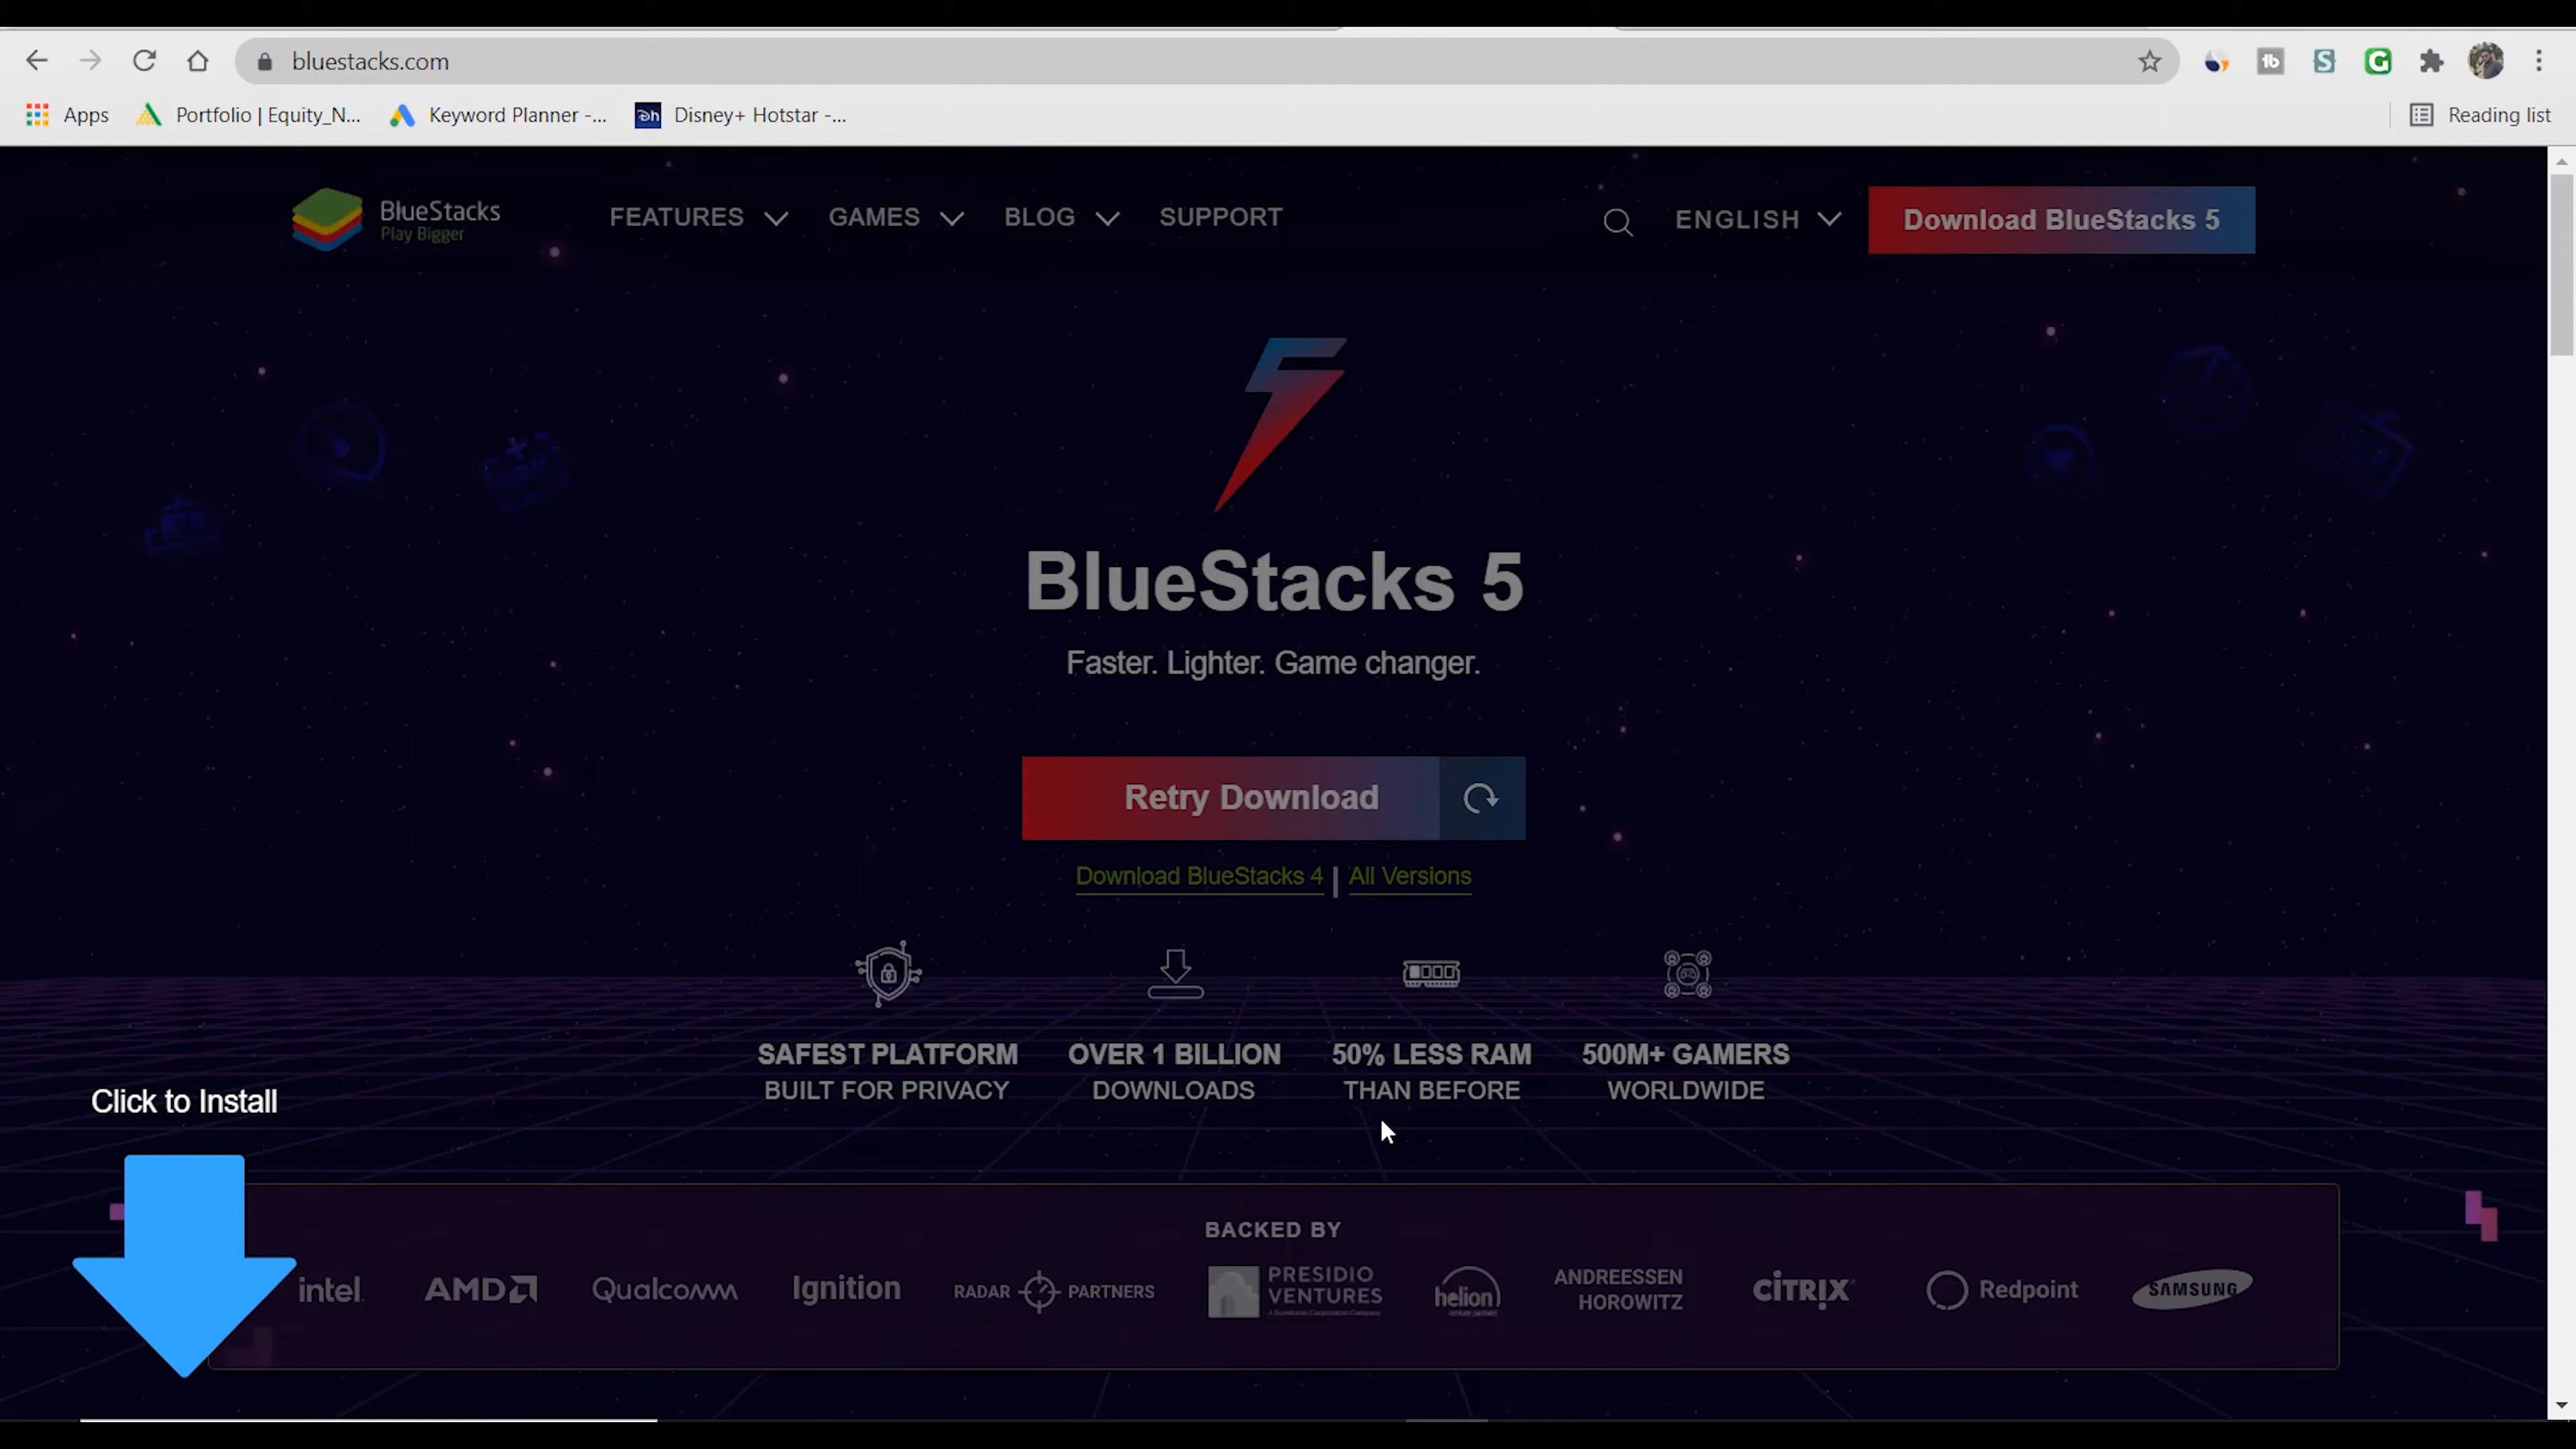 bluestacks.com
Apps
Portfolio | Equity_N...
Keyword Planner -...
Disney+ Hotstar -...
Reading list
BlueStacks
Play Bigger
FEATURES
GAMES
BLOG
SUPPORT
ENGLISH
Download BlueStacks 5
BlueStacks 5
Faster. Lighter. Game changer.
Retry Download
Download BlueStacks 4 | All Versions
SAFEST PLATFORM
BUILT FOR PRIVACY
OVER 1 BILLION
DOWNLOADS
50% LESS RAM
THAN BEFORE
500M+ GAMERS
WORLDWIDE
Click to Install
BACKED BY
intel
AMD
Qualcomm
Ignition
RADAR PARTNERS
PRESIDIO
VENTURES
helion
ANDREESSEN
HOROWITZ
CITRIX
Redpoint
SAMSUNG